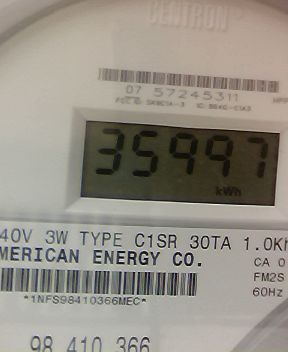 CENTRON
07 57245311
35997
kWh
40V 3W TYPE C1SR 30TA 1.0Kh
MERICAN ENERGY CO.
CA 0
FM2S
60Hz
*1NFS98410366MEC*
98 410 366